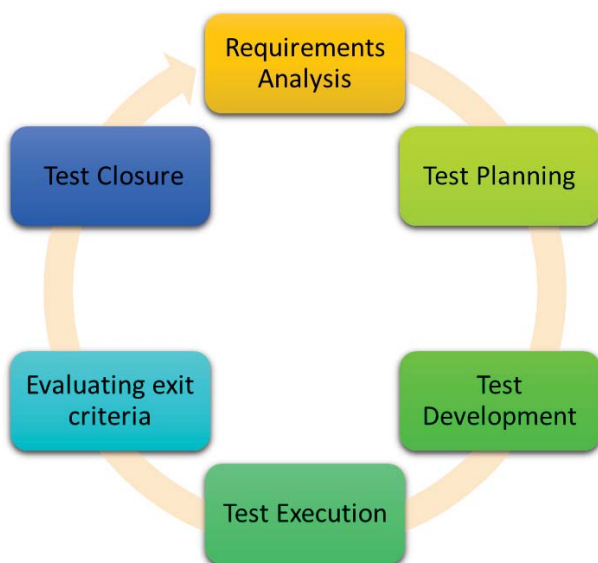 Requirements
Analysis
Test Planning
Test
Development
Test Execution
Evaluating exit
criteria
Test Closure